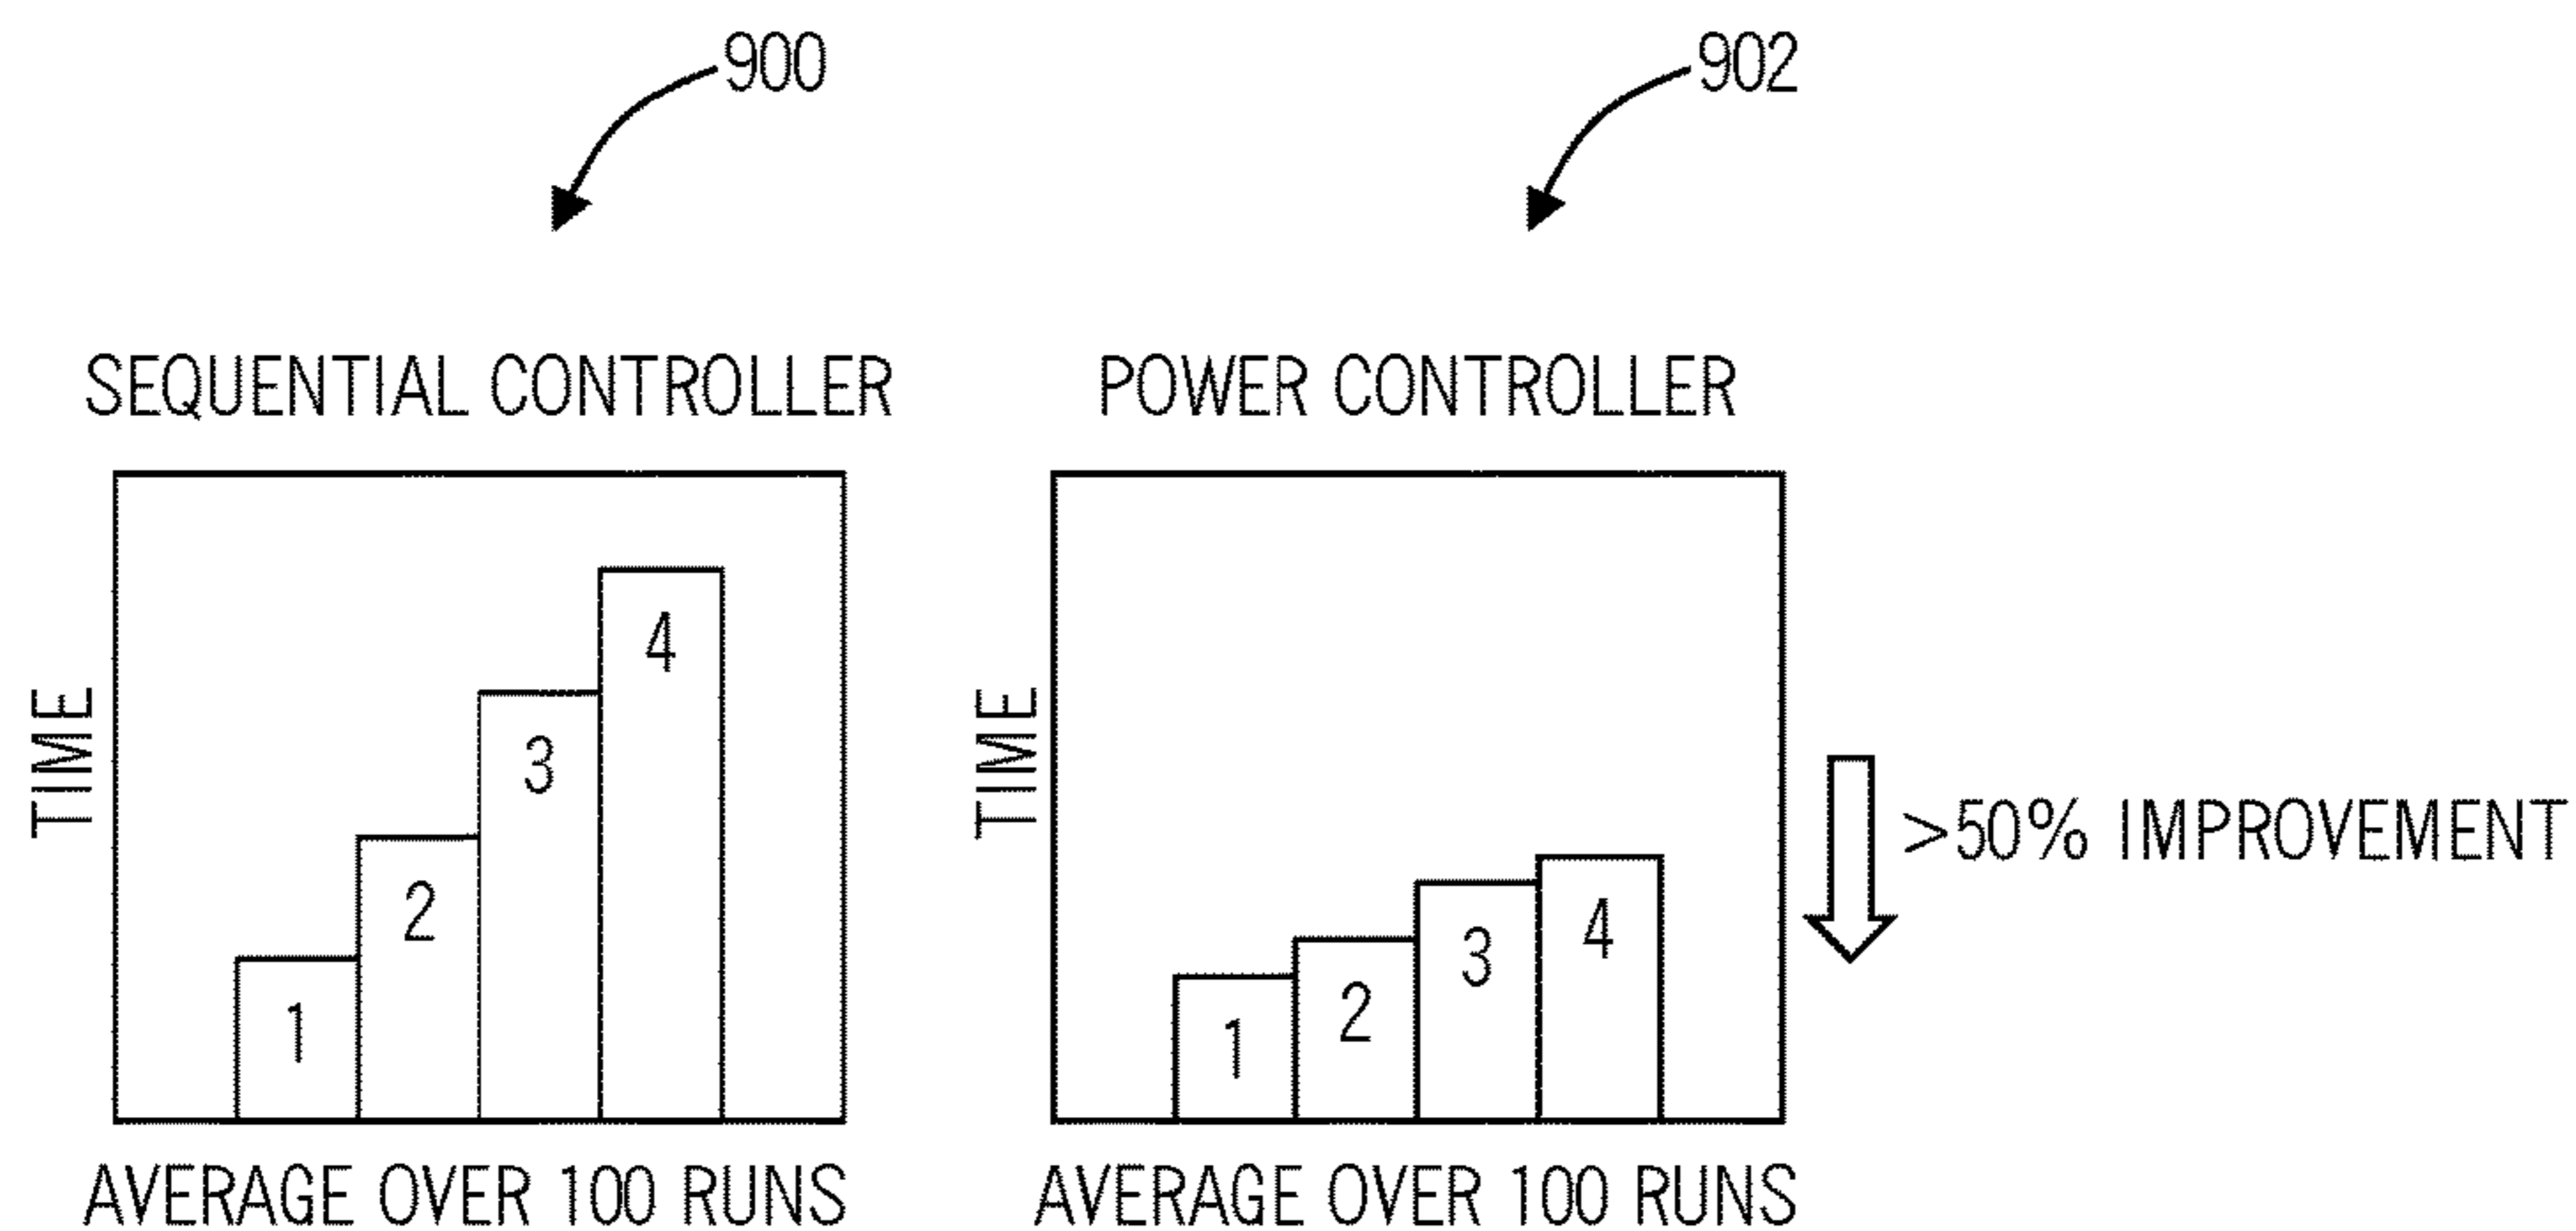 900
902
SEQUENTIAL CONTROLLER
POWER CONTROLLER
TIME
1
2
3
4
AVERAGE OVER 100 RUNS
TIME
1
2
3
4
AVERAGE OVER 100 RUNS
>50% IMPROVEMENT